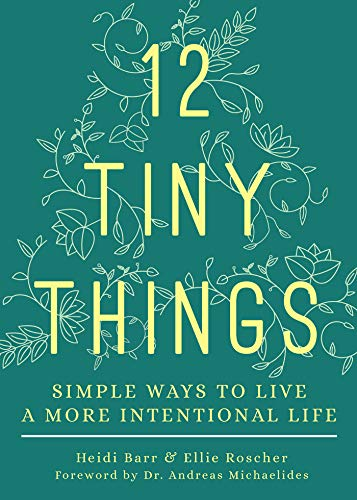 12
TINY
THINGS
SIMPLE WAYS TO LIVE
A MORE INTENTIONAL LIFE
Heidi Barr & Ellie Roscher
Foreword by Dr. Andreas Michaelides